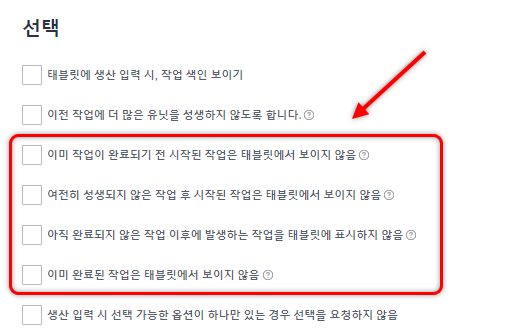 선택
태블릿에 생산 입력 시, 작업 색인 보이기
이전 작업에 더 많은 유닛을 생성하지 않도록 합니다.
이미 작업이 완료되기 전 시작된 작업은 태블릿에서 보이지 않음
여전히 생성되지 않은 작업 후 시작된 작업은 태블릿에서 보이지 않음
아직 완료되지 않은 작업 이후에 발생하는 작업을 태블릿에 표시하지 않음
이미 완료된 작업은 태블릿에서 보이지 않음
생산 입력 시 선택 가능한 옵션이 하나만 있는 경우 선택을 요청하지 않음